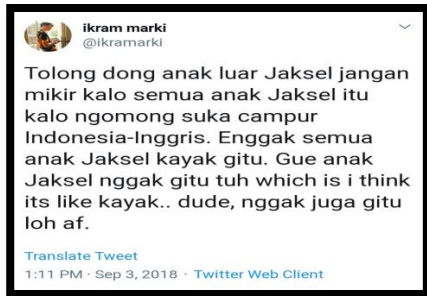 ikram marki
@ikramarki
Tolong dong anak luar Jaksel jangan
mikir kalo semua anak Jaksel itu
kalo ngomong suka campur
Indonesia-Inggris. Enggak semua
anak Jaksel kayak gitu. Gue anak
Jaksel nggak gitu tuh which is i think
its like kayak.. dude, nggak juga gitu
loh af.
Translate Tweet
1:11 PM · Sep 3, 2018 · Twitter Web Client